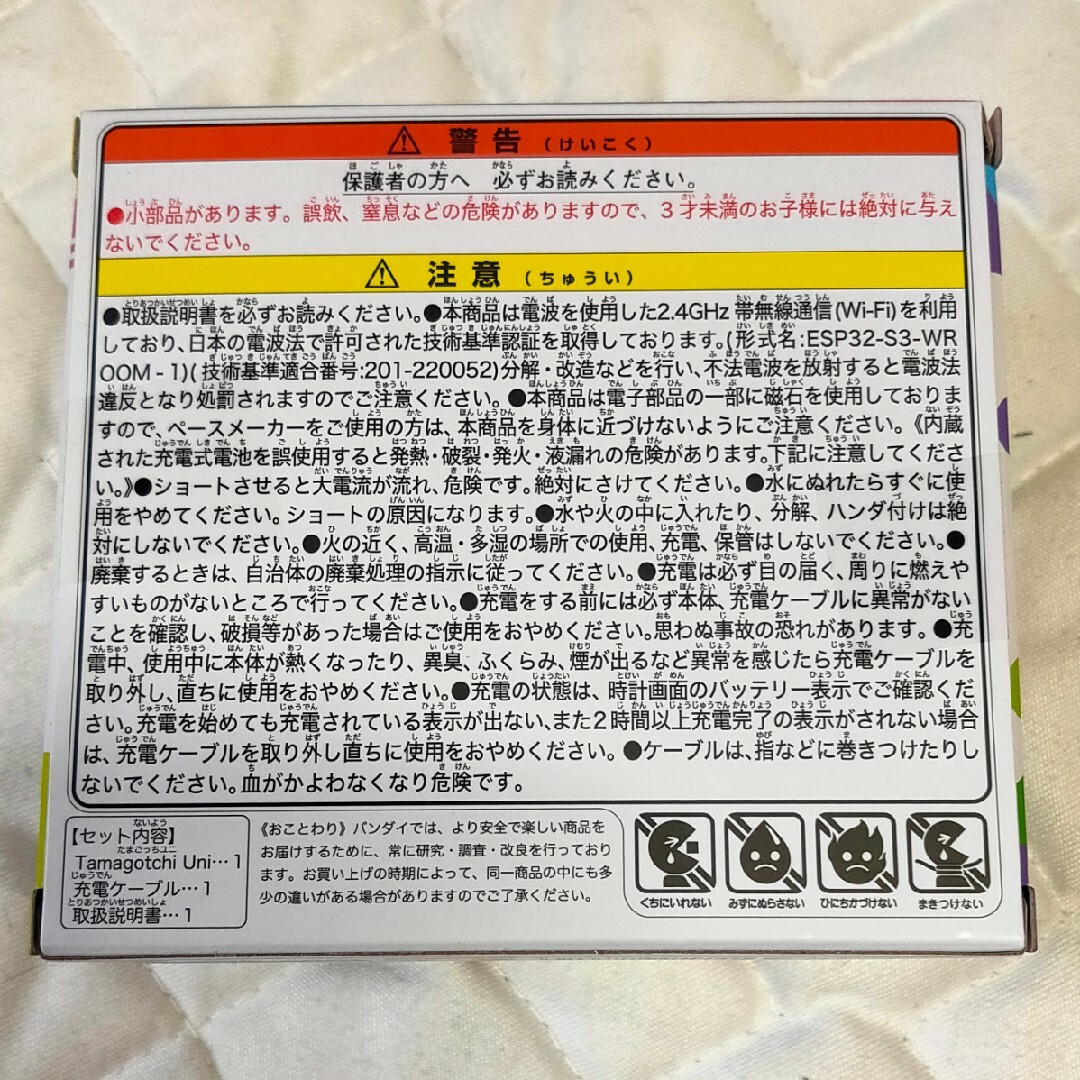 ⚠ 警告（けいこく）
保護者の方へ 必ずお読みください。
●小部品があります。誤飲、窒息などの危険がありますので、3才未満のお子様には絶対に与え
ないでください。
⚠ 注意（ちゅうい）
●取扱説明書を必ずお読みください。●本商品は電波を使用した2.4GHz帯無線通信(Wi-Fi)を利用
しており、日本の電波法で許可された技術基準認証を取得しております。(形式名:ESP32-S3-WR
OOM-1)(技術基準適合番号:201-220052)分解・改造などを行い、不法電波を放射すると電波法
違反となり処罰されますのでご注意ください。●本商品は電子部品の一部に磁石を使用しており
ますので、ペースメーカーをご使用の方は、本商品を身体に近づけないようにご注意ください。《内蔵
された充電式電池を誤使用すると発熱・破裂・発火・液漏れの危険があります。下記に注意してくださ
い。》●ショートさせると大電流が流れ、危険です。絶対にさけてください。●水にぬれたらすぐに使
用をやめてください。ショートの原因になります。●水や火の中に入れたり、分解、ハンダ付けは絶
対にしないでください。●火の近く、高温・多湿の場所での使用、充電、保管はしないでください。●
廃棄するときは、自治体の廃棄処理の指示に従ってください。●充電は必ず目の届く、周りに燃えや
すいものがないところで行ってください。●充電をする前には必ず本体、充電ケーブルに異常がない
ことを確認し、破損等があった場合はご使用をおやめください。思わぬ事故の恐れがあります。●充
電中、使用中に本体が熱くなったり、異臭、ふくらみ、煙が出るなど異常を感じたら充電ケーブルを
取り外し、直ちに使用をおやめください。●充電の状態は、時計画面のバッテリー表示でご確認くだ
さい。充電を始めても充電されている表示が出ない、また2時間以上充電完了の表示がされない場合
は、充電ケーブルを取り外し直ちに使用をおやめください。●ケーブルは、指などに巻きつけたりし
ないでください。血がかよわなくなり危険です。
【セット内容】
Tamagotchi Uni…1
充電ケーブル…1
取扱説明書…1
《おことわり》バンダイでは、より安全で楽しい商品を
お届けするために、常に研究・調査・改良を行っており
ます。お買い上げの時期によって、同一商品の中にも多
少の違いがある場合がありますのでご了承ください。
くちにいれない みずにぬらさない ひにちかづけない まきつけない